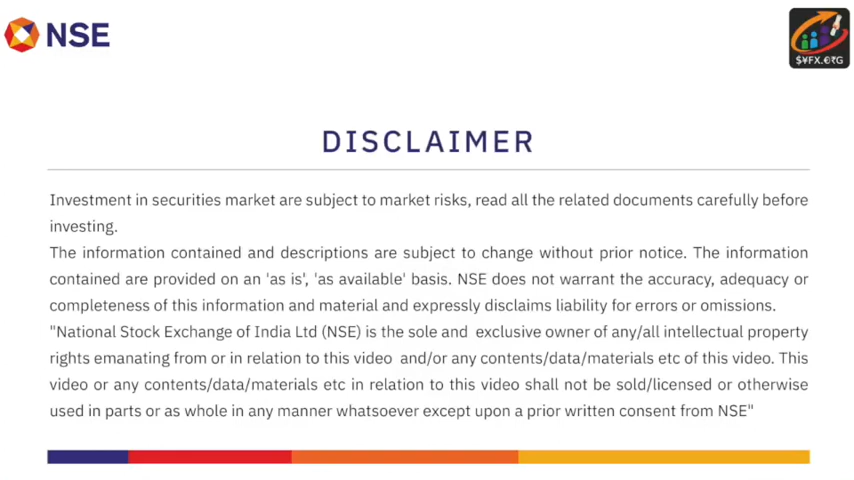 NSE
$¥FX.€₹G
DISCLAIMER
Investment in securities market are subject to market risks, read all the related documents carefully before
investing.
The information contained and descriptions are subject to change without prior notice. The information
contained are provided on an 'as is', 'as available' basis. NSE does not warrant the accuracy, adequacy or
completeness of this information and material and expressly disclaims liability for errors or omissions.
"National Stock Exchange of India Ltd (NSE) is the sole and exclusive owner of any/all intellectual property
rights emanating from or in relation to this video and/or any contents/data/materials etc of this video. This
video or any contents/data/materials etc in relation to this video shall not be sold/licensed or otherwise
used in parts or as whole in any manner whatsoever except upon a prior written consent from NSE"